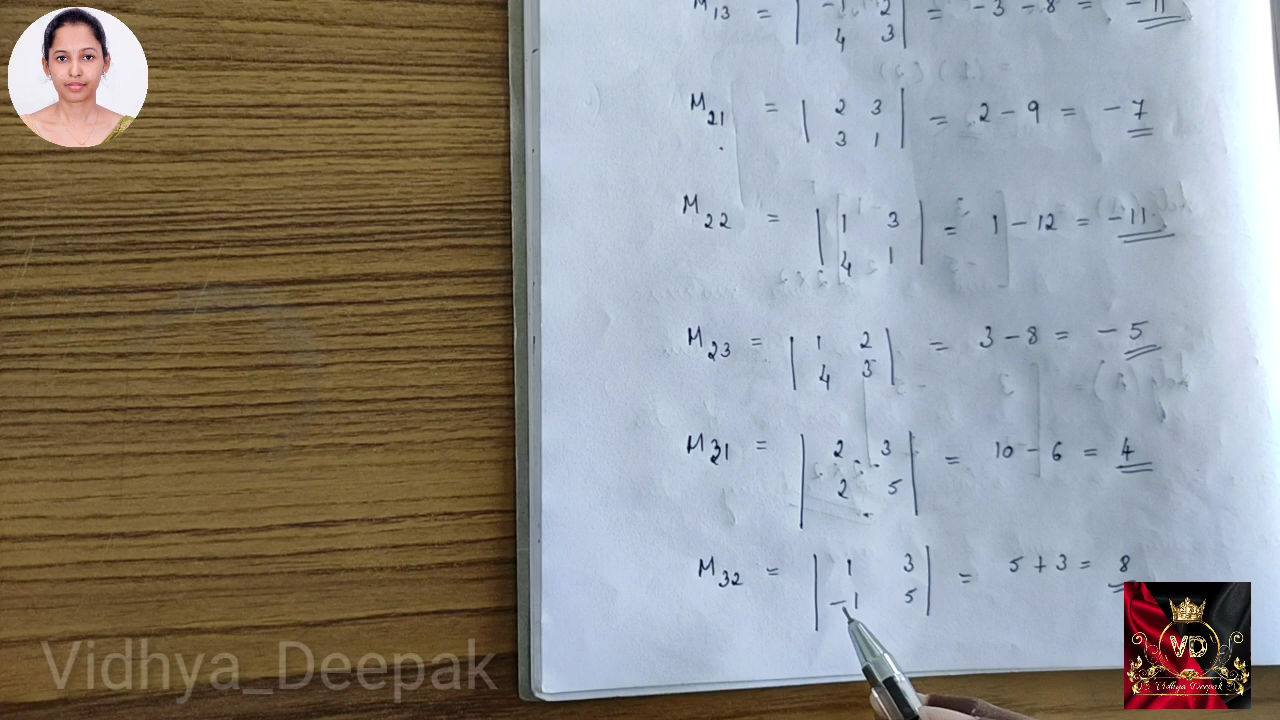 M13 = | -1 2 | = -3 - 8 = -11
4 3
M21 = | 2 3 | = 2 - 9 = -7
3 1
M22 = | 1 3 | = 1 - 12 = -11
4 1
M23 = | 1 2 | = 3 - 8 = -5
4 3
M31 = | 2 3 | = 10 - 6 = 4
2 5
M32 = | 1 3 | = 5 + 3 = 8
-1 5
Vidhya_Deepak
VD
Vidhya Deepak